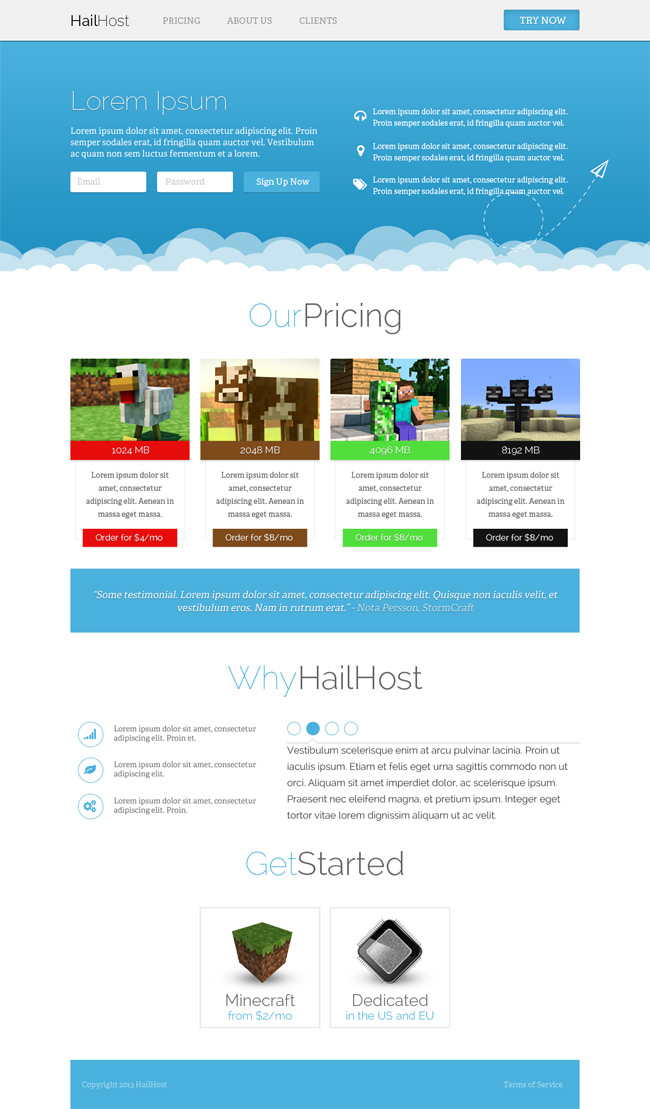 HailHost PRICING ABOUT US CLIENTS TRY NOW
Lorem Ipsum
Lorem ipsum dolor sit amet, consectetur adipiscing elit. Proin
semper sodales erat, id fringilla quam auctor vel. Vestibulum
ac quam non sem luctus fermentum et a lorem.
Email Password Sign Up Now
Lorem ipsum dolor sit amet, consectetur adipiscing elit.
Proin semper sodales erat, id fringilla quam auctor vel.
Lorem ipsum dolor sit amet, consectetur adipiscing elit.
Proin semper sodales erat, id fringilla quam auctor vel.
Lorem ipsum dolor sit amet, consectetur adipiscing elit.
Proin semper sodales erat, id fringilla quam auctor vel.
OurPricing
1024 MB
Lorem ipsum dolor sit
amet, consectetur
adipiscing elit. Aenean in
massa eget massa.
Order for $4/mo
2048 MB
Lorem ipsum dolor sit
amet, consectetur
adipiscing elit. Aenean in
massa eget massa.
Order for $8/mo
4096 MB
Lorem ipsum dolor sit
amet, consectetur
adipiscing elit. Aenean in
massa eget massa.
Order for $8/mo
8192 MB
Lorem ipsum dolor sit
amet, consectetur
adipiscing elit. Aenean in
massa eget massa.
Order for $8/mo
"Some testimonial. Lorem ipsum dolor sit amet, consectetur adipiscing elit. Quisque non iaculis velit, et
vestibulum eros. Nam in rutrum erat." - Nota Persson, StormCraft
WhyHailHost
Lorem ipsum dolor sit amet, consectetur
adipiscing elit. Proin et.
Lorem ipsum dolor sit amet, consectetur
adipiscing elit.
Lorem ipsum dolor sit amet, consectetur
adipiscing elit. Proin.
Vestibulum scelerisque enim at arcu pulvinar lacinia. Proin ut
iaculis ipsum. Etiam et felis eget urna sagittis commodo non ut
orci. Aliquam sit amet imperdiet dolor, ac scelerisque ipsum.
Praesent nec eleifend magna, et pretium ipsum. Integer eget
tortor vitae lorem dignissim aliquam ut ac velit.
GetStarted
Minecraft
from $2/mo
Dedicated
in the US and EU
Copyright 2013 HailHost Terms of Service